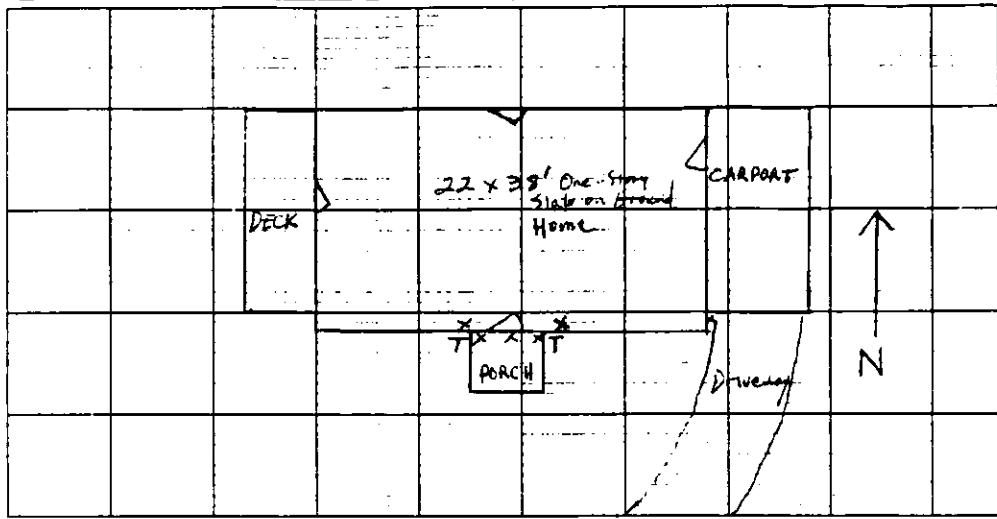 22 x 38' One-Story
Slab on Ground
Home
CARPORT
DECK
x x
T x x x T
PORCH
Driveway
N